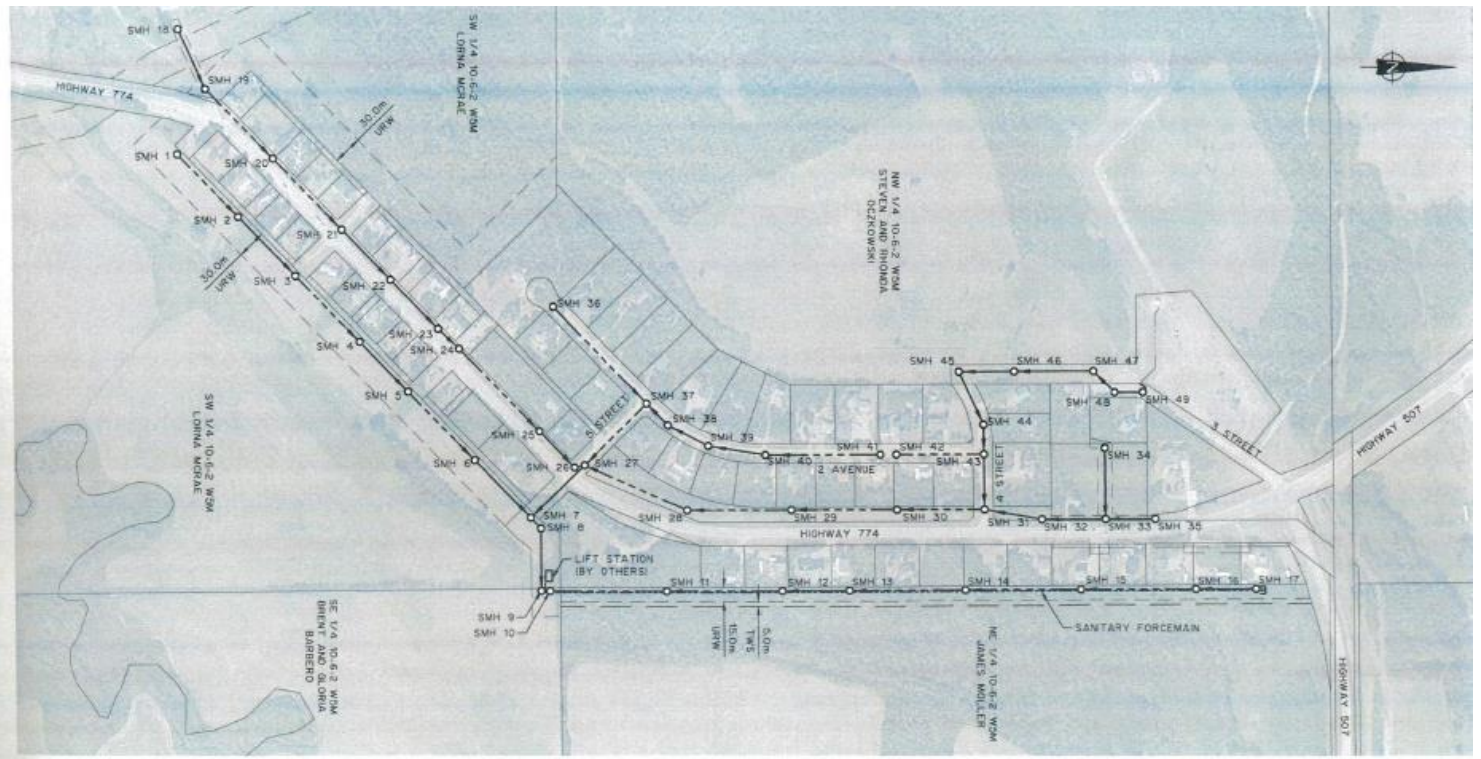 SMH 18
SMH 19
HIGHWAY 774
SW 1/4 10-6-2 W5M
LORNA MCRAE
30.0m
URW
SMH 1
SMH 20
SMH 2
SMH 21
30.0m
URW
SMH 3
SMH 22
SMH 4
SMH 23
SMH 24
SMH 5
SMH 25
SMH 6
SMH 26
SMH 27
5 STREET
SMH 7
SMH 8
SW 1/4 10-6-2 W5M
LORNA MCRAE
SMH 36
SMH 37
SMH 38
SMH 39
SMH 40
SMH 41
SMH 42
SMH 43
2 AVENUE
NW 1/4 10-6-2 W5M
STEVEN AND RHONDA
OCZKOWSKI
SMH 45
SMH 46
SMH 47
SMH 48
SMH 49
SMH 44
4 STREET
SMH 34
3 STREET
HIGHWAY 507
SMH 28
SMH 29
SMH 30
SMH 31
SMH 32
SMH 33
SMH 35
HIGHWAY 774
LIFT STATION
(BY OTHERS)
SMH 9
SMH 10
SMH 11
SMH 12
SMH 13
SMH 14
SMH 15
SMH 16
SMH 17
SANITARY FORCEMAIN
15.0m
URW
5.0m
TWS
SE 1/4 10-6-2 W5M
BRENT AND GLORIA
BARBERO
NE 1/4 10-6-2 W5M
JAMES MOLLER
HIGHWAY 507
N